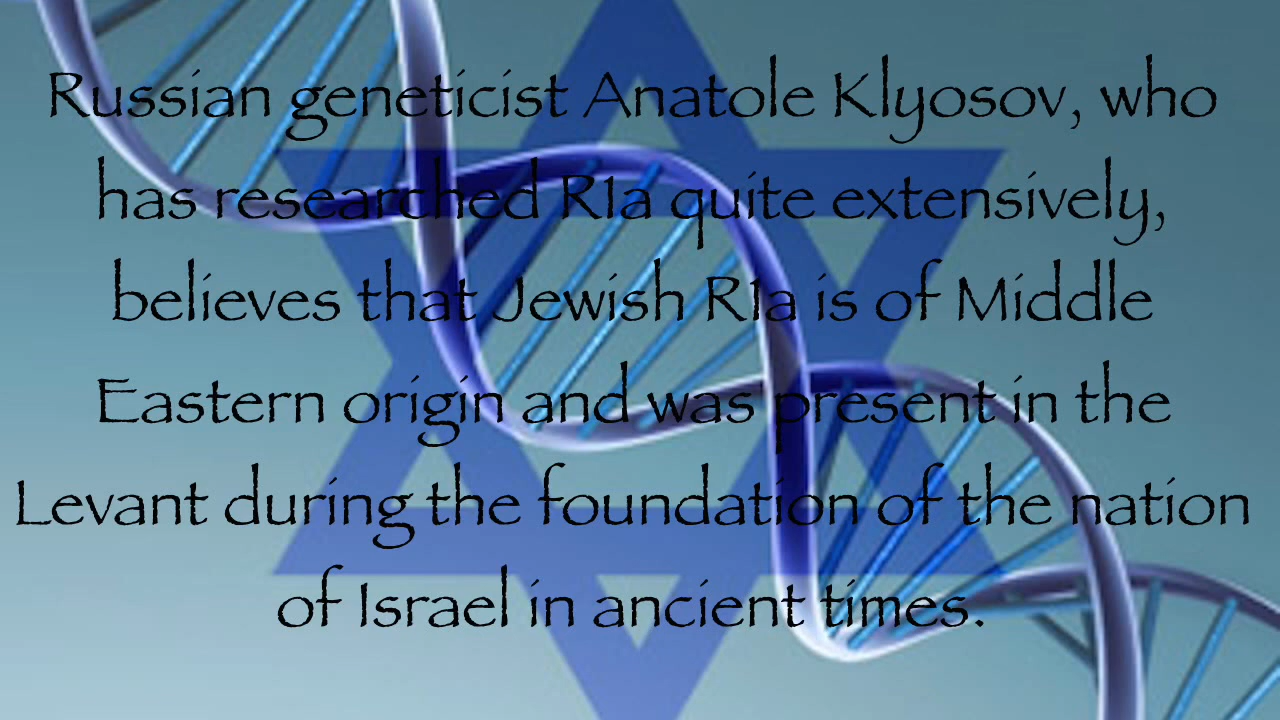 Russian geneticist Anatole Klyosov, who
has researched R1a quite extensively,
believes that Jewish R1a is of Middle
Eastern origin and was present in the
Levant during the foundation of the nation
of Israel in ancient times.